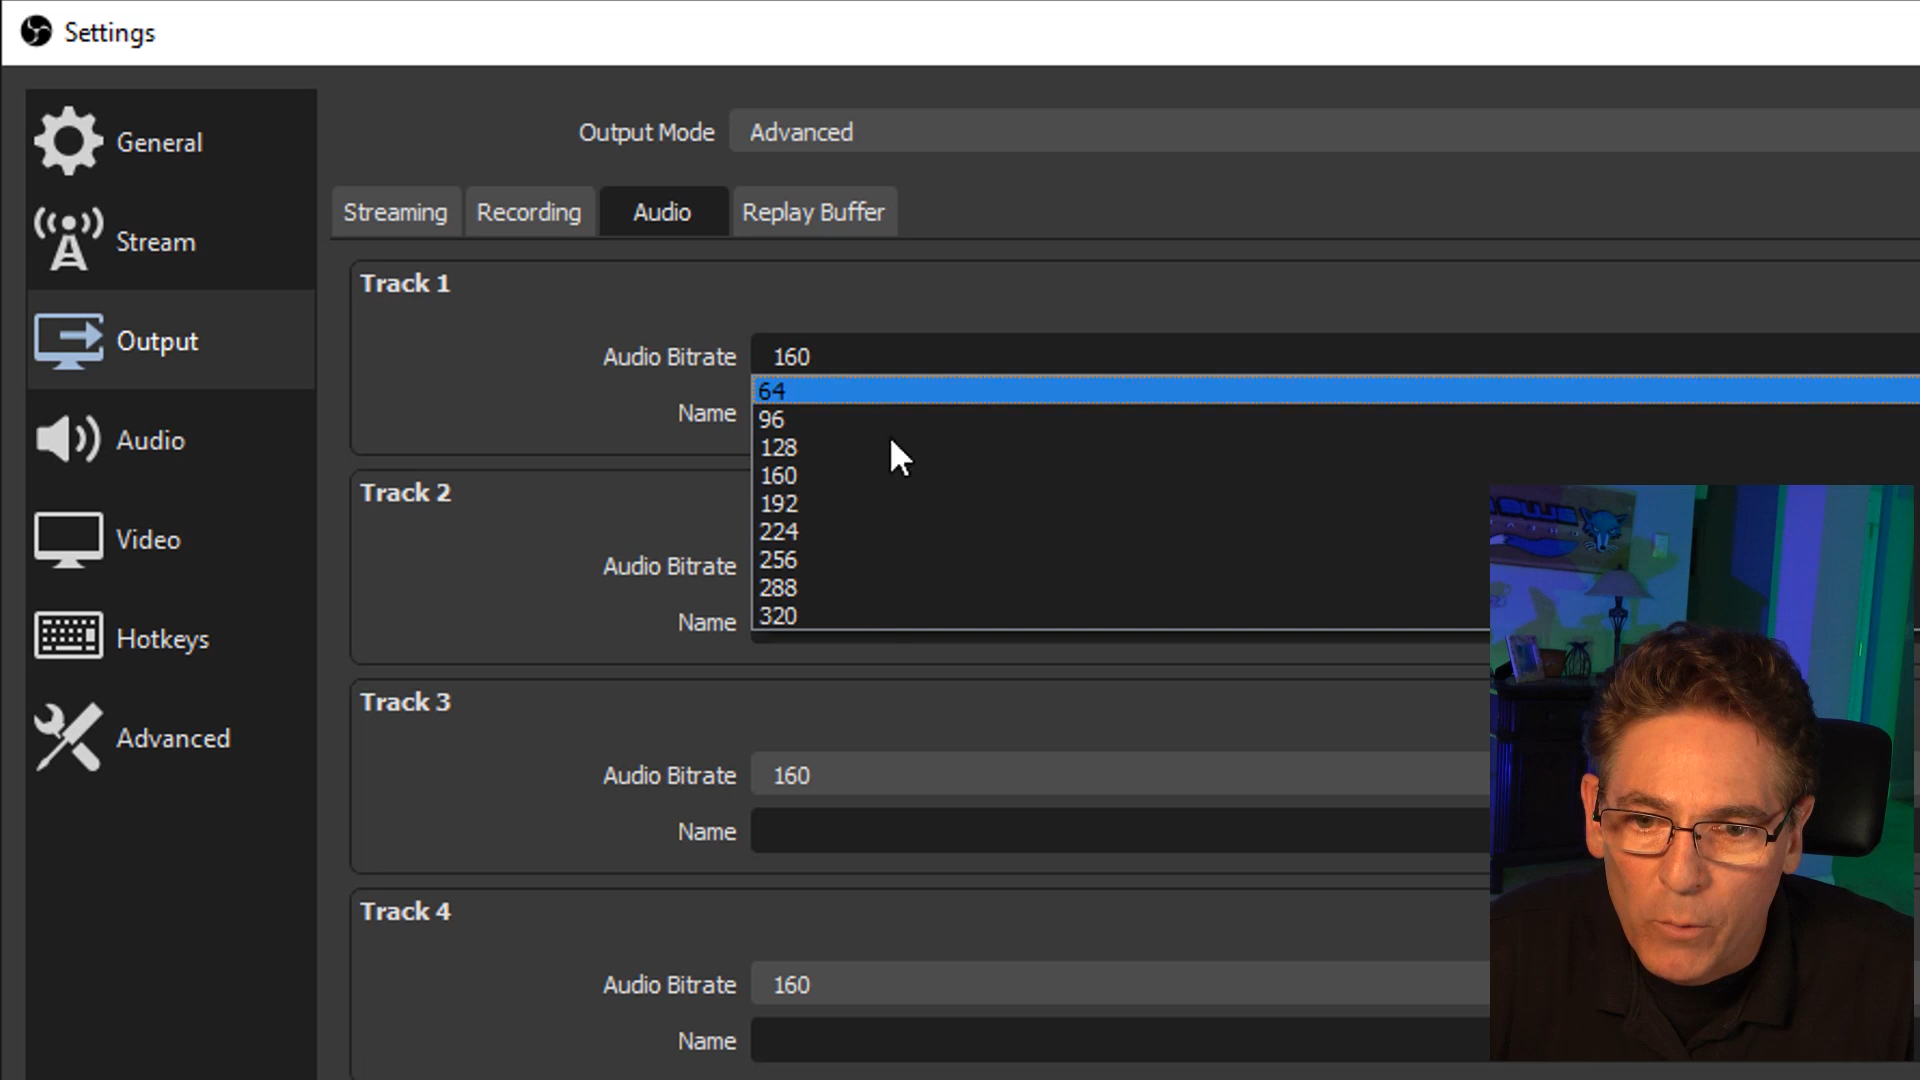 Settings
General
Stream
Output
Audio
Video
Hotkeys
Advanced
Output Mode Advanced
Streaming Recording Audio Replay Buffer
Track 1
Audio Bitrate 160
64
96
128
160
192
224
256
288
320
Name
Track 2
Audio Bitrate
Name
Track 3
Audio Bitrate 160
Name
Track 4
Audio Bitrate 160
Name